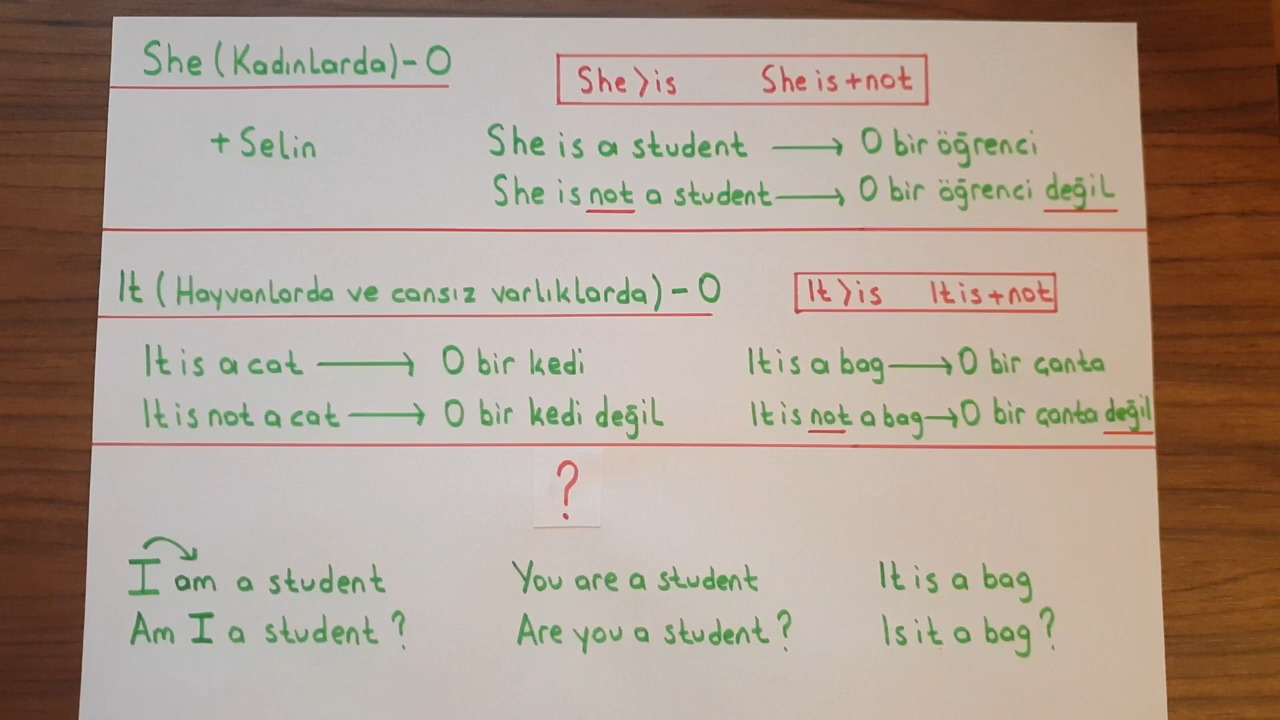 She (Kadınlarda) - O
She > is She is + not
+ Selin
She is a student → O bir öğrenci
She is not a student → O bir öğrenci değil
It (Hayvanlarda ve cansız varlıklarda) - O
It > is It is + not
It is a cat → O bir kedi
It is not a cat → O bir kedi değil
It is a bag → O bir çanta
It is not a bag → O bir çanta değil
?
I am a student
Am I a student ?
You are a student
Are you a student ?
It is a bag
Is it a bag ?